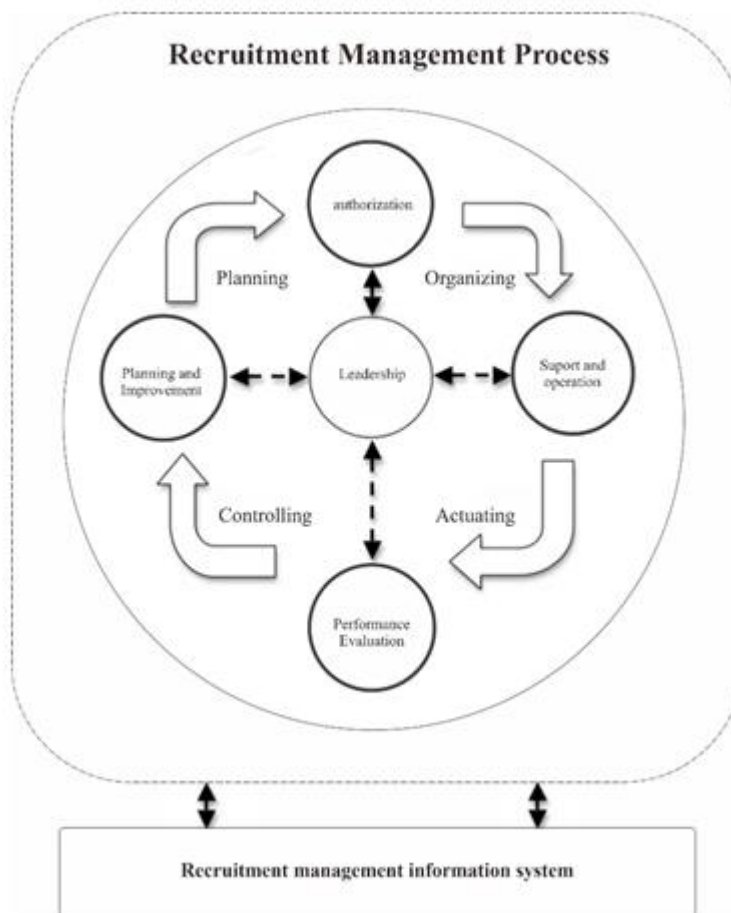 Recruitment Management Process
authorization
Planning
Organizing
Planning and
Improvement
Leadership
Suport and
operation
Controlling
Actuating
Performance
Evaluation
Recruitment management information system